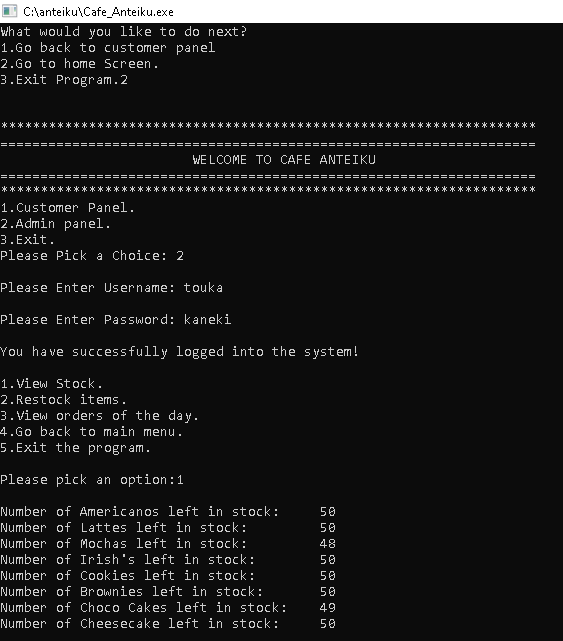 C:\anteiku\Cafe_Anteiku.exe
What would you like to do next?
1.Go back to customer panel
2.Go to home Screen.
3.Exit Program.2
*******************************************************************
===================================================================
WELCOME TO CAFE ANTEIKU
===================================================================
*******************************************************************
1.Customer Panel.
2.Admin panel.
3.Exit.
Please Pick a Choice: 2
Please Enter Username: touka
Please Enter Password: kaneki
You have successfully logged into the system!
1.View Stock.
2.Restock items.
3.View orders of the day.
4.Go back to main menu.
5.Exit the program.
Please pick an option:1
Number of Americanos left in stock:     50
Number of Lattes left in stock:         50
Number of Mochas left in stock:         48
Number of Irish's left in stock:        50
Number of Cookies left in stock:        50
Number of Brownies left in stock:       50
Number of Choco Cakes left in stock:    49
Number of Cheesecake left in stock:     50